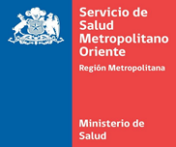 Servicio de
Salud
Metropolitano
Oriente
Región Metropolitana
Ministerio de
Salud